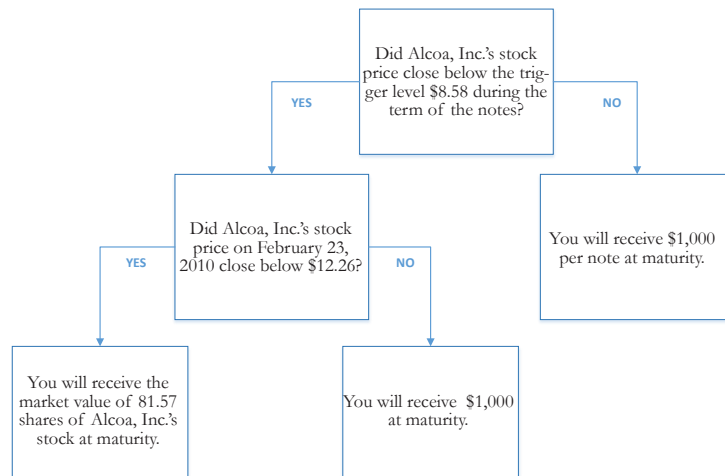 Did Alcoa, Inc.'s stock
price close below the trig-
ger level $8.58 during the
term of the notes?
YES
NO
Did Alcoa, Inc.'s stock
price on February 23,
2010 close below $12.26?
You will receive $1,000
per note at maturity.
YES
NO
You will receive the
market value of 81.57
shares of Alcoa, Inc.'s
stock at maturity.
You will receive $1,000
at maturity.